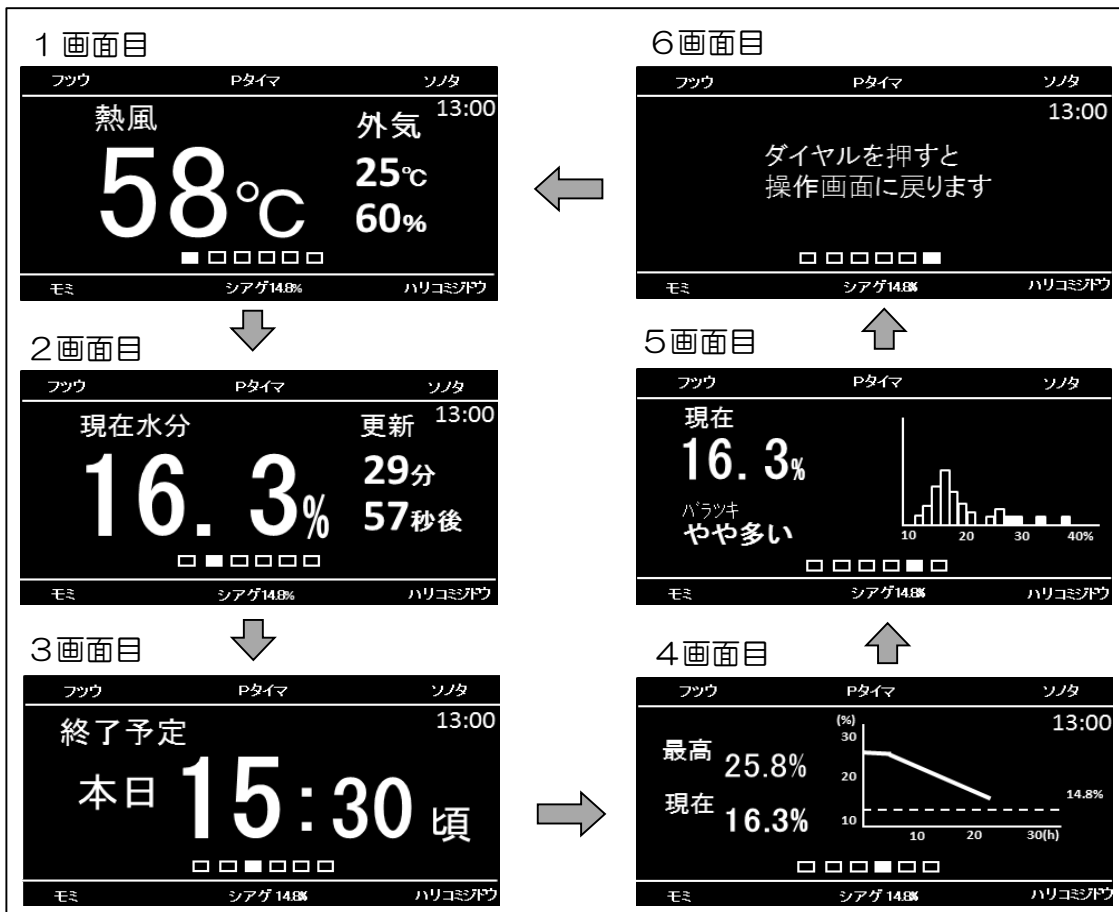 １画面目
フツウ Pタイマ ソノタ
13:00
熱風 外気
58℃ 25℃
60%
モミ シアゲ14.8% ハリコミジドウ
２画面目
フツウ Pタイマ ソノタ
13:00
現在水分 更新
16.3% 29分
57秒後
モミ シアゲ14.8% ハリコミジドウ
３画面目
フツウ Pタイマ ソノタ
13:00
終了予定
本日 15:30 頃
モミ シアゲ14.8% ハリコミジドウ
４画面目
フツウ Pタイマ ソノタ
13:00
(%)
30
最高 25.8%
20
14.8%
現在 16.3%
10
10 20 30(h)
モミ シアゲ14.8% ハリコミジドウ
５画面目
フツウ Pタイマ ソノタ
現在
16.3%
バラツキ
やや多い
10 20 30 40%
モミ シアゲ14.8% ハリコミジドウ
６画面目
フツウ Pタイマ ソノタ
13:00
ダイヤルを押すと
操作画面に戻ります
モミ シアゲ14.8% ハリコミジドウ